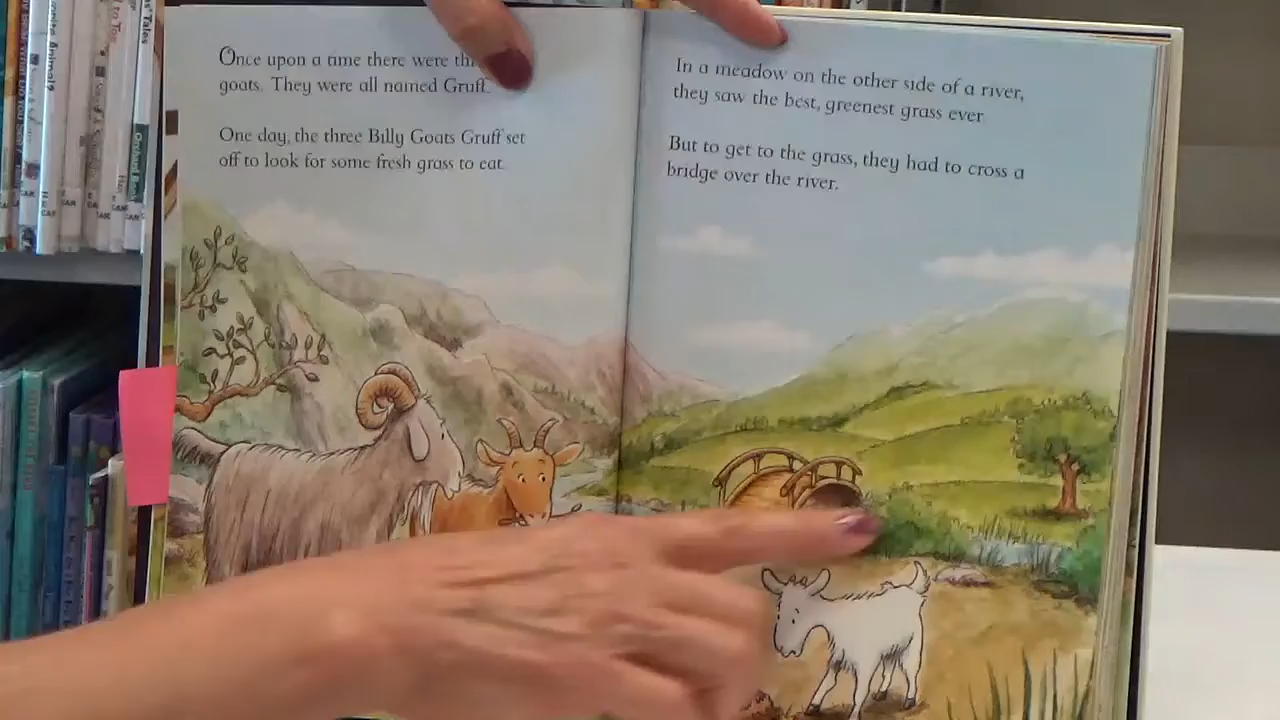 Once upon a time there were
goats. They were all named Gruff.
One day, the three Billy Goats Gruff set
off to look for some fresh grass to eat.
In a meadow on the other side of a river,
they saw the best, greenest grass ever.
But to get to the grass, they had to cross a
bridge over the river.